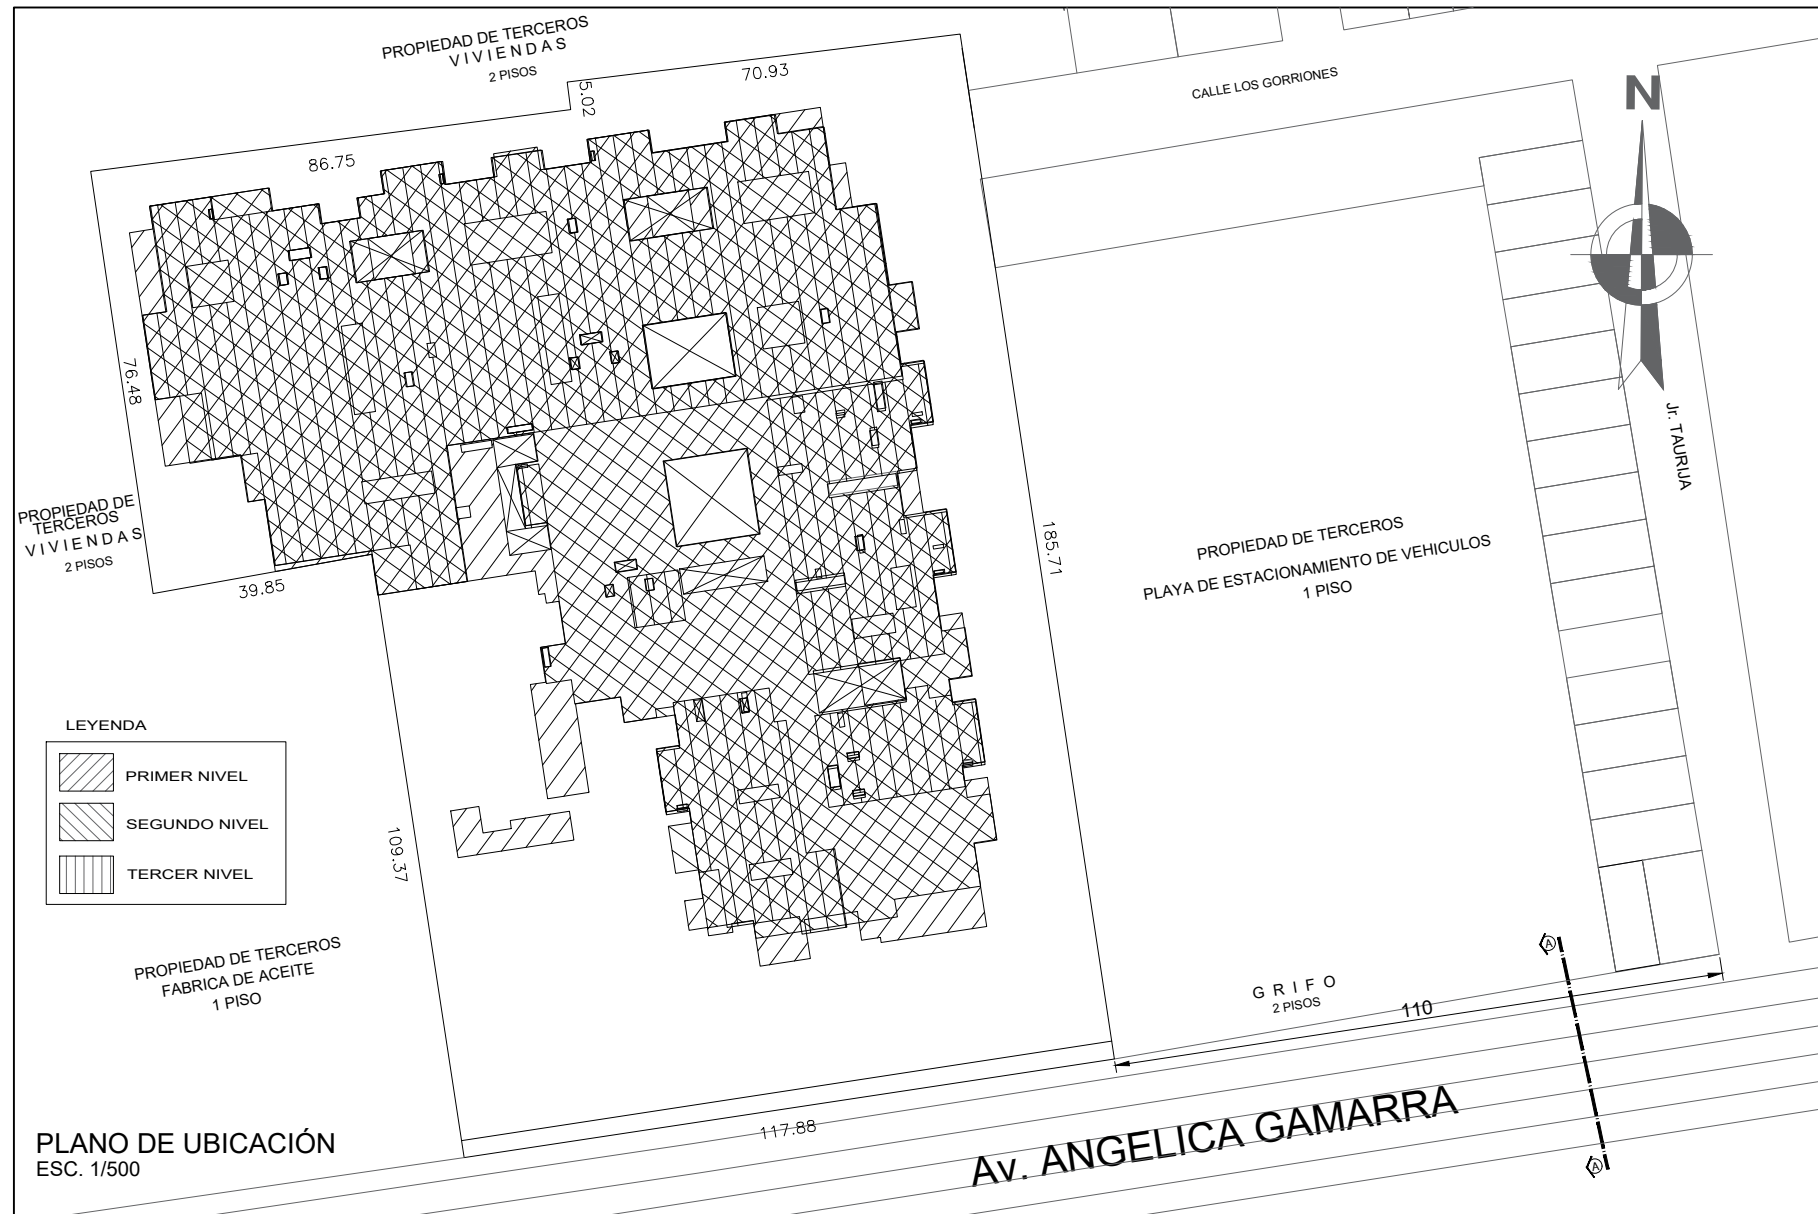 PROPIEDAD DE TERCEROS
V I V I E N D A S
2 PISOS
70.93
5.02
86.75
CALLE LOS GORRIONES
N
76.48
Jr. TAURIJA
PROPIEDAD DE
TERCEROS
V I V I E N D A S
2 PISOS
39.85
185.71
PROPIEDAD DE TERCEROS
PLAYA DE ESTACIONAMIENTO DE VEHICULOS
1 PISO
LEYENDA
PRIMER NIVEL
SEGUNDO NIVEL
TERCER NIVEL
109.37
PROPIEDAD DE TERCEROS
FABRICA DE ACEITE
1 PISO
A
G R I F O
2 PISOS
110
117.88
Av. ANGELICA GAMARRA
A
PLANO DE UBICACIÓN
ESC. 1/500